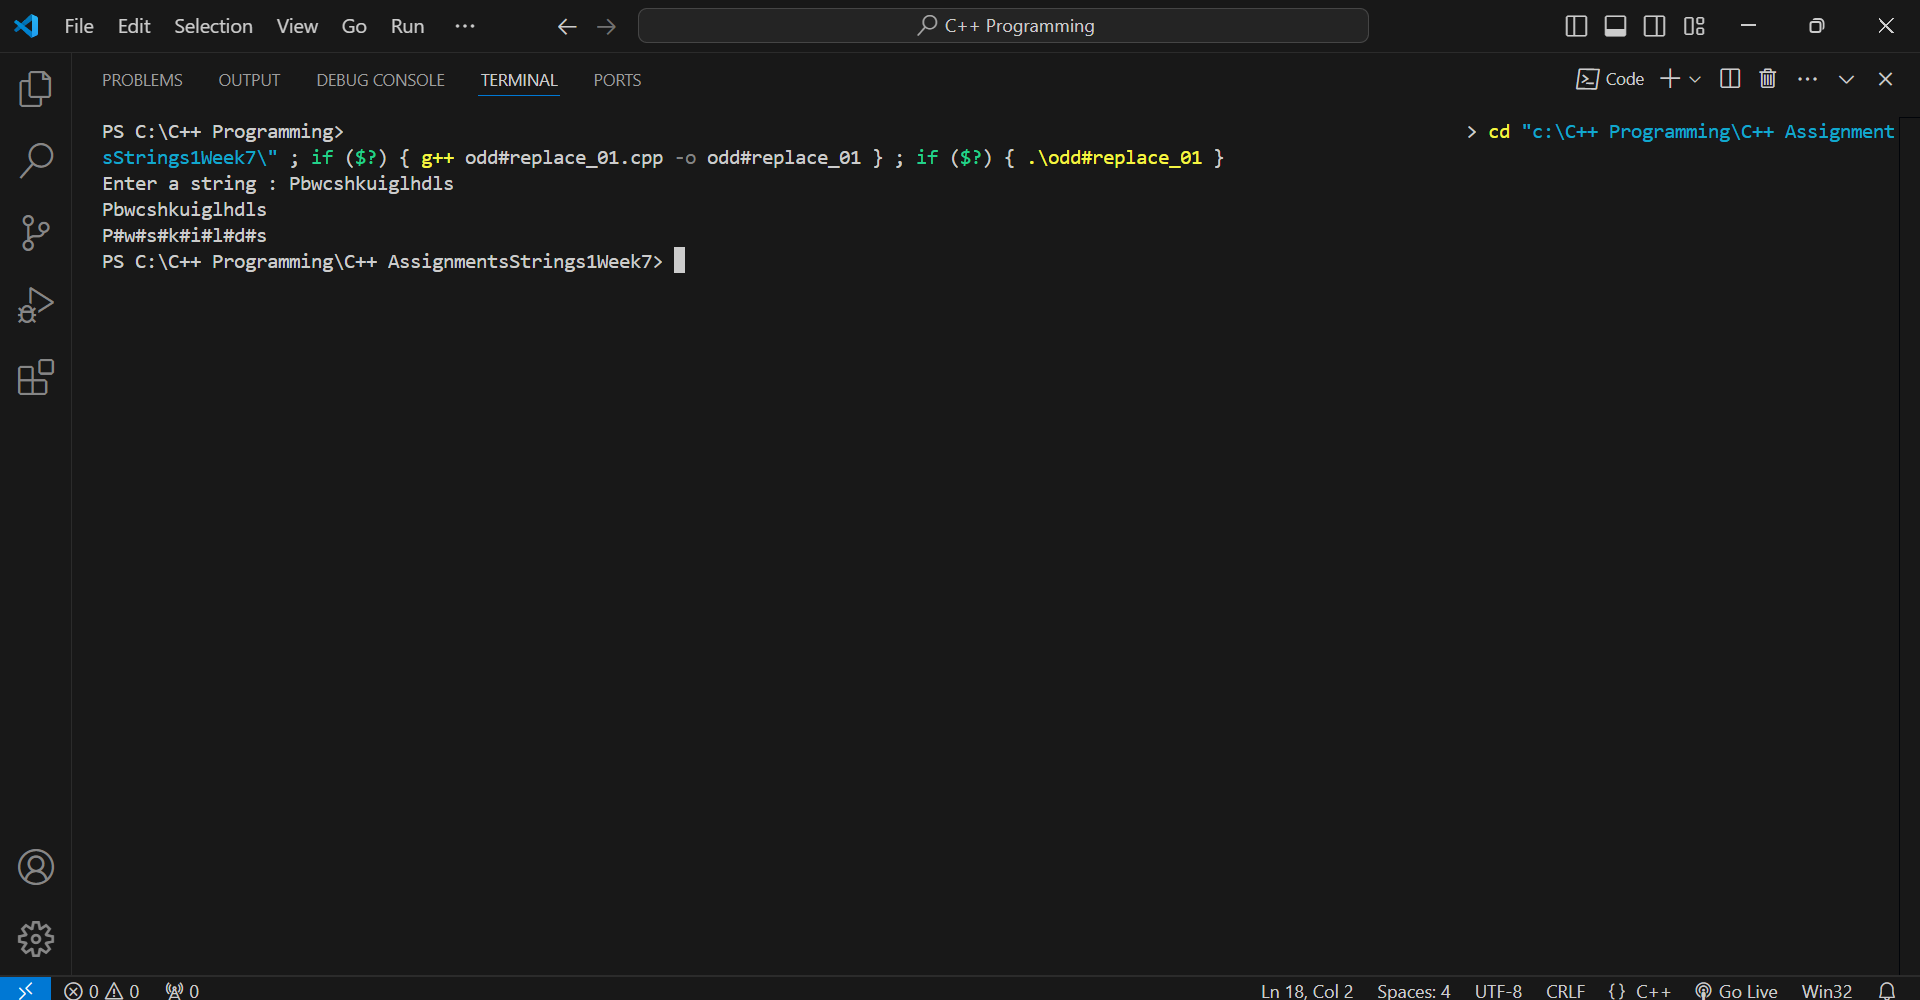 File Edit Selection View Go Run ··· C++ Programming
PROBLEMS OUTPUT DEBUG CONSOLE TERMINAL PORTS Code
PS C:\C++ Programming> > cd "c:\C++ Programming\C++ Assignment
sStrings1Week7\" ; if ($?) { g++ odd#replace_01.cpp -o odd#replace_01 } ; if ($?) { .\odd#replace_01 }
Enter a string : Pbwcshkuiglhdls
Pbwcshkuiglhdls
P#w#s#k#i#l#d#s
PS C:\C++ Programming\C++ AssignmentsStrings1Week7>
0 0 0 Ln 18, Col 2 Spaces: 4 UTF-8 CRLF {} C++ Go Live Win32